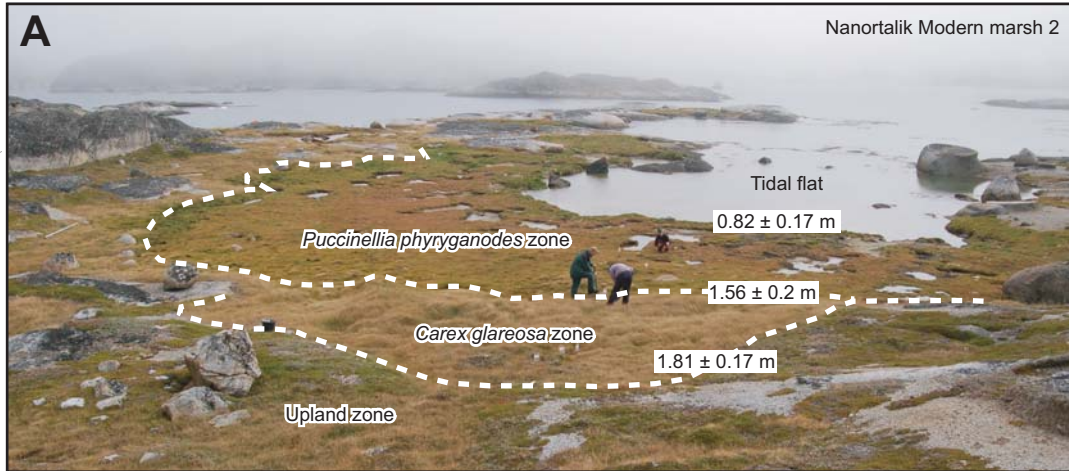 A
Nanortalik Modern marsh 2
Tidal flat
0.82 ± 0.17 m
Puccinellia phyryganodes zone
1.56 ± 0.2 m
Carex glareosa zone
1.81 ± 0.17 m
Upland zone